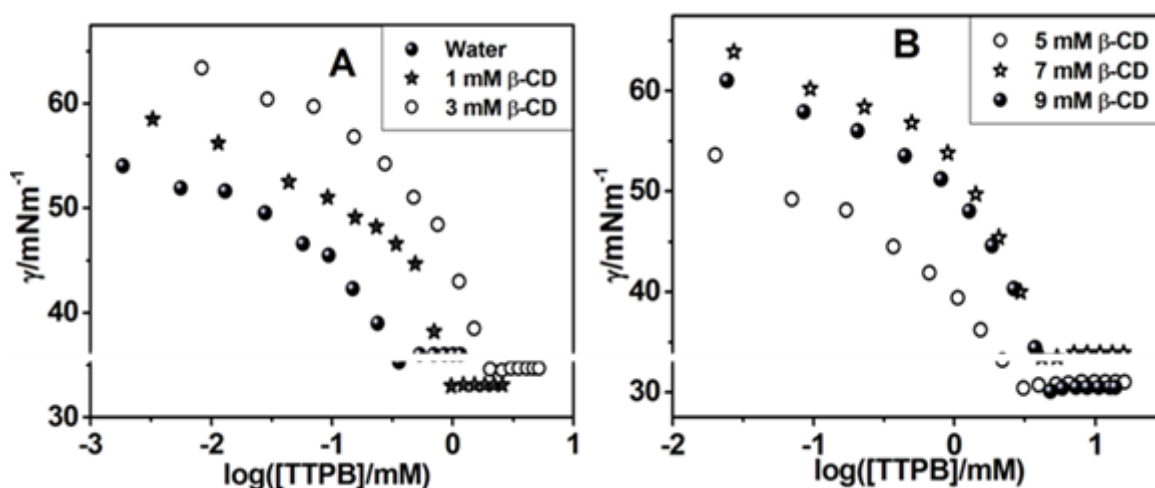 A
Water
1 mM β-CD
3 mM β-CD
γ/mNm⁻¹
60
50
40
30
-3 -2 -1 0 1
log([TTPB]/mM)
B
5 mM β-CD
7 mM β-CD
9 mM β-CD
γ/mNm⁻¹
60
50
40
30
-2 -1 0 1
log([TTPB]/mM)